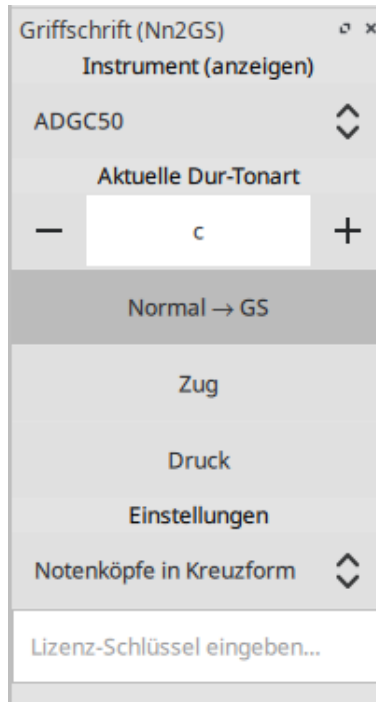 Griffschrift (Nn2GS)
Instrument (anzeigen)
ADGC50
Aktuelle Dur-Tonart
− c +
Normal → GS
Zug
Druck
Einstellungen
Notenköpfe in Kreuzform
Lizenz-Schlüssel eingeben...